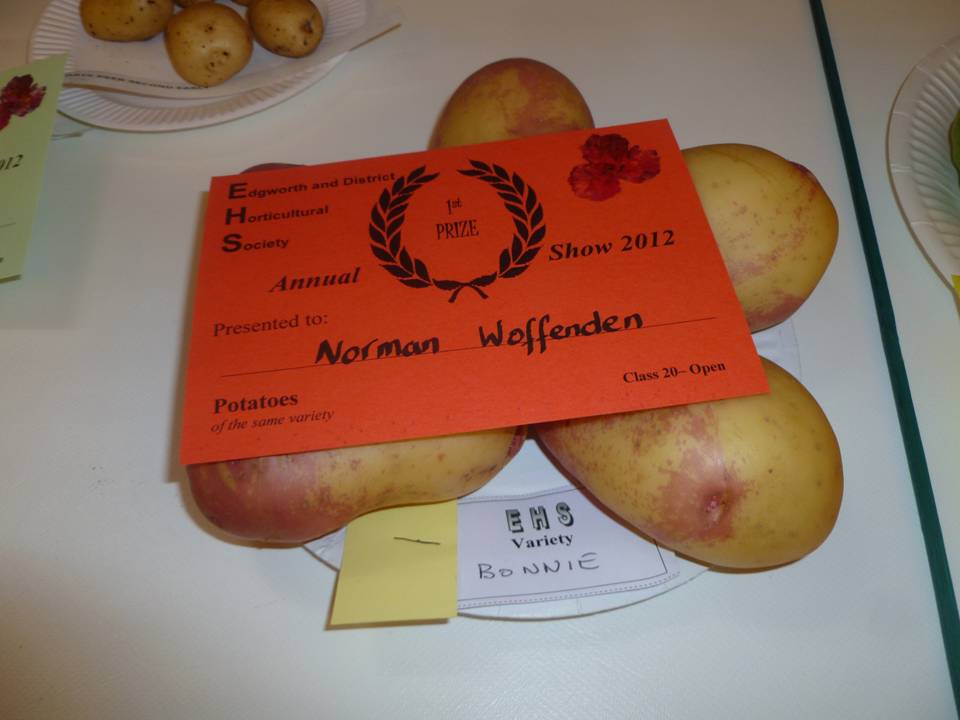 Edgworth and District
Horticultural
Society
1st
PRIZE
Annual
Show 2012
Presented to:
Norman Woffenden
Class 20– Open
Potatoes
of the same variety
EHS
Variety
BONNIE
012